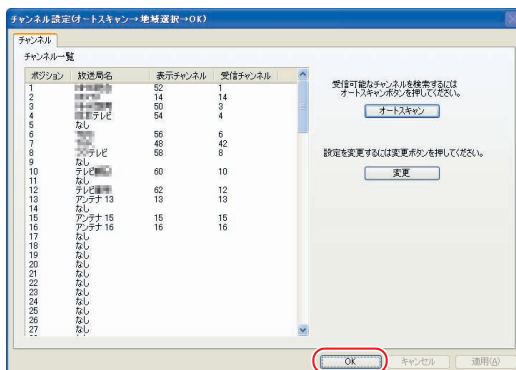 チャンネル設定(オートスキャン→地域選択→OK)
チャンネル
チャンネル一覧
ポジション 放送局名 表示チャンネル 受信チャンネル
1 52 1
2 14 14
3 50 3
4 テレビ 54 4
5 なし
6 56 6
7 48 42
8 テレビ 58 8
9 なし
10 テレビ 60 10
11 なし
12 テレビ 62 12
13 アンテナ 13 13 13
14 なし
15 アンテナ 15 15 15
16 アンテナ 16 16 16
17 なし
18 なし
19 なし
20 なし
21 なし
22 なし
23 なし
24 なし
25 なし
26 なし
27 なし
受信可能なチャンネルを検索するには
オートスキャンボタンを押してください。
オートスキャン
設定を変更するには変更ボタンを押してください。
変更
OK キャンセル 適用(A)